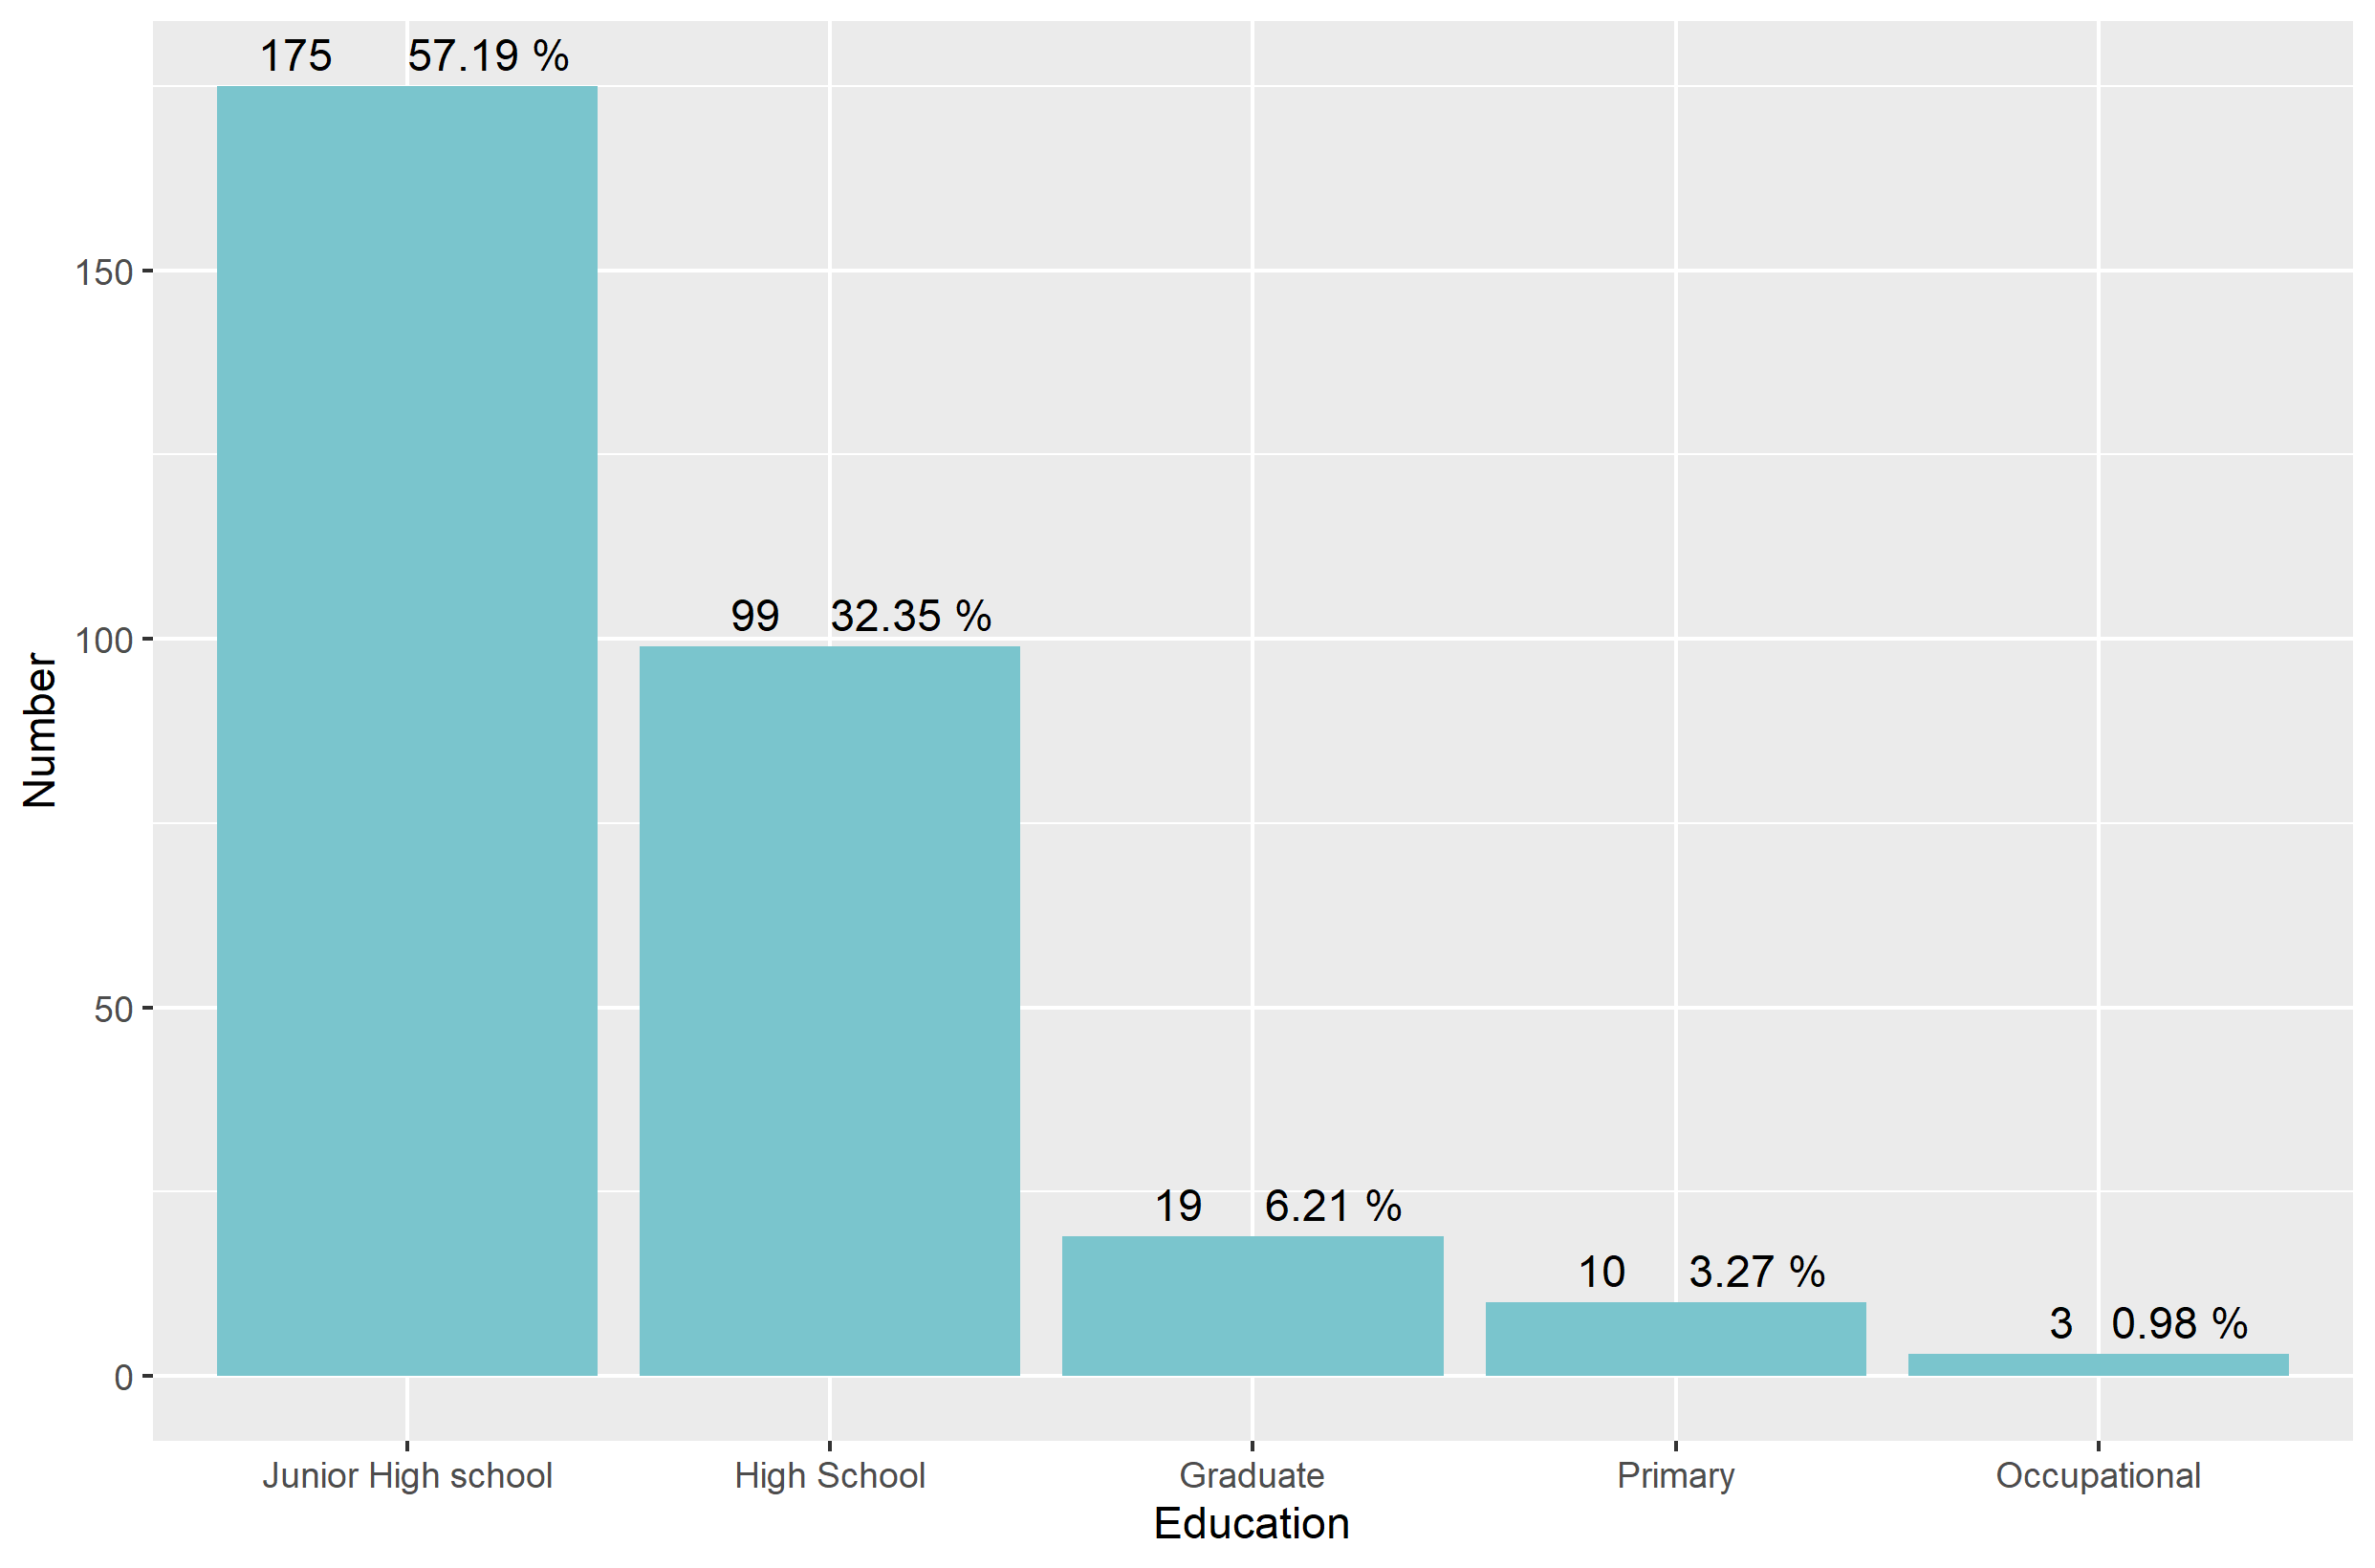 175 57.19 %
150
99 32.35 %
100
Number
50
19 6.21 %
10 3.27 %
3 0.98 %
0
Junior High school High School Graduate Primary Occupational
Education